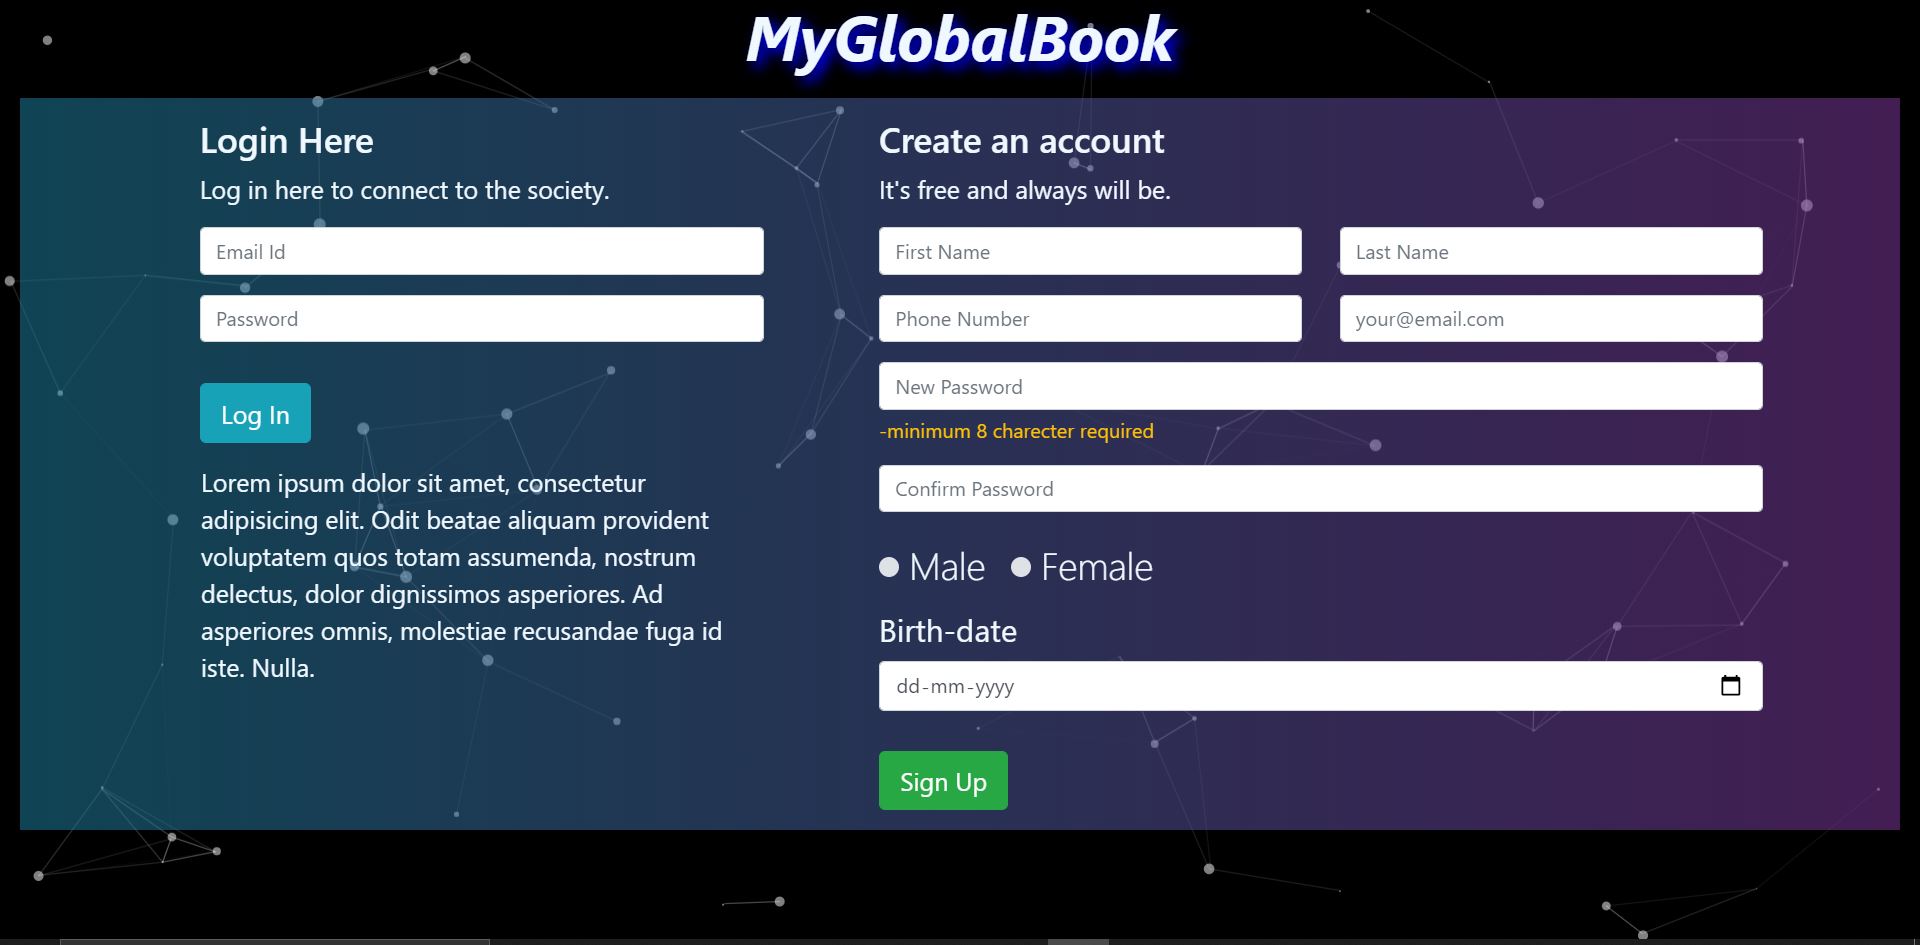 MyGlobalBook
Login Here
Log in here to connect to the society.
Email Id
Password
Log In
Lorem ipsum dolor sit amet, consectetur
adipisicing elit. Odit beatae aliquam provident
voluptatem quos totam assumenda, nostrum
delectus, dolor dignissimos asperiores. Ad
asperiores omnis, molestiae recusandae fuga id
iste. Nulla.
Create an account
It's free and always will be.
First Name Last Name
Phone Number your@email.com
New Password
-minimum 8 charecter required
Confirm Password
Male Female
Birth-date
dd-mm-yyyy
Sign Up